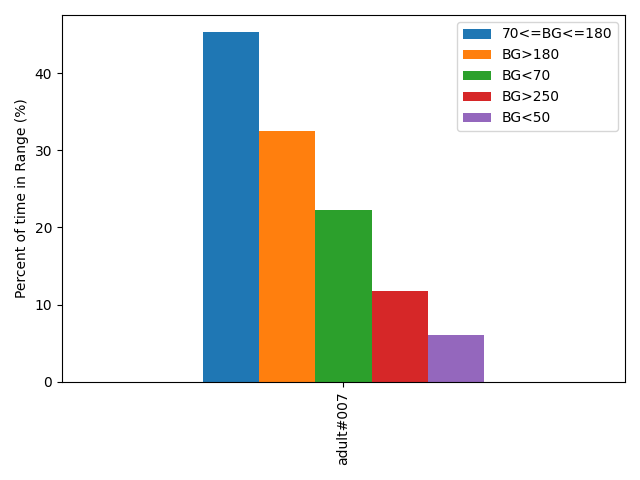 70<=BG<=180
BG>180
BG<70
BG>250
BG<50
Percent of time in Range (%)
40
30
20
10
0
adult#007